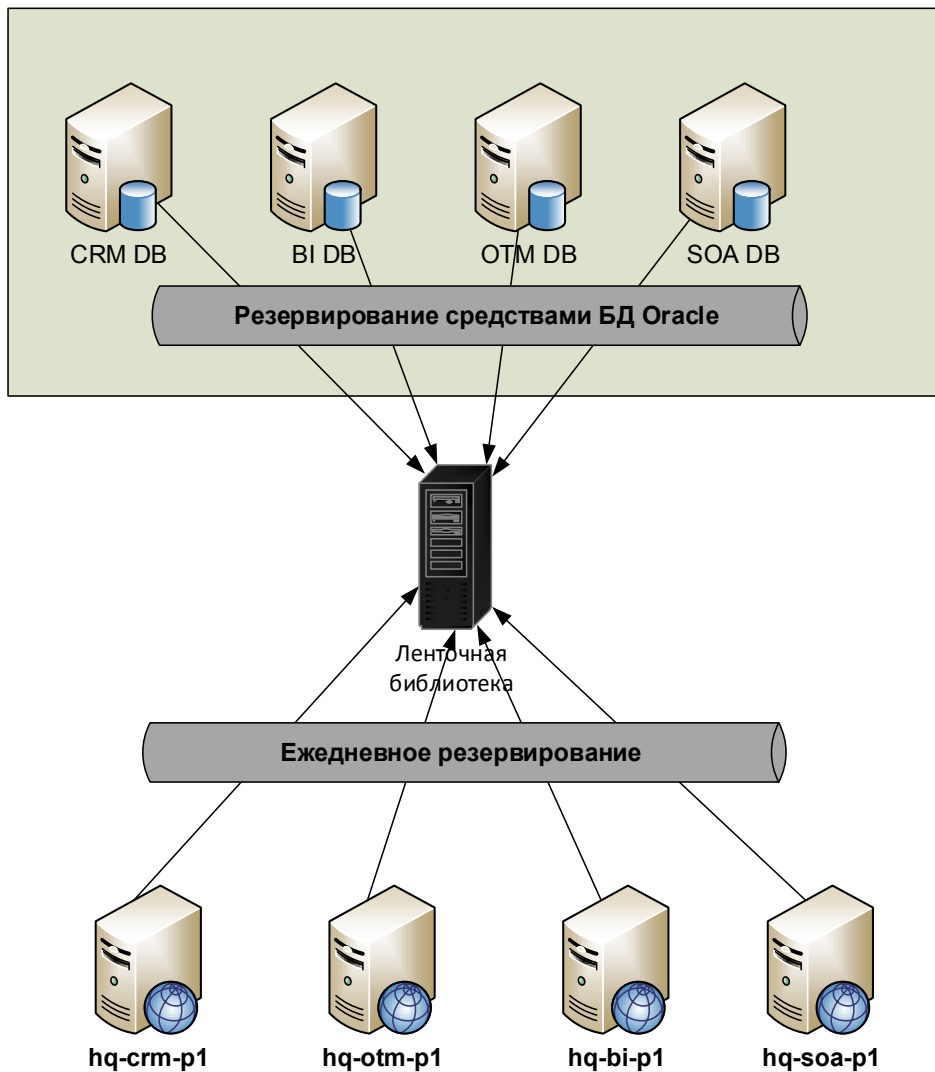 CRM DB
BI DB
OTM DB
SOA DB
Резервирование средствами БД Oracle
Ленточная
библиотека
Ежедневное резервирование
hq-crm-p1
hq-otm-p1
hq-bi-p1
hq-soa-p1